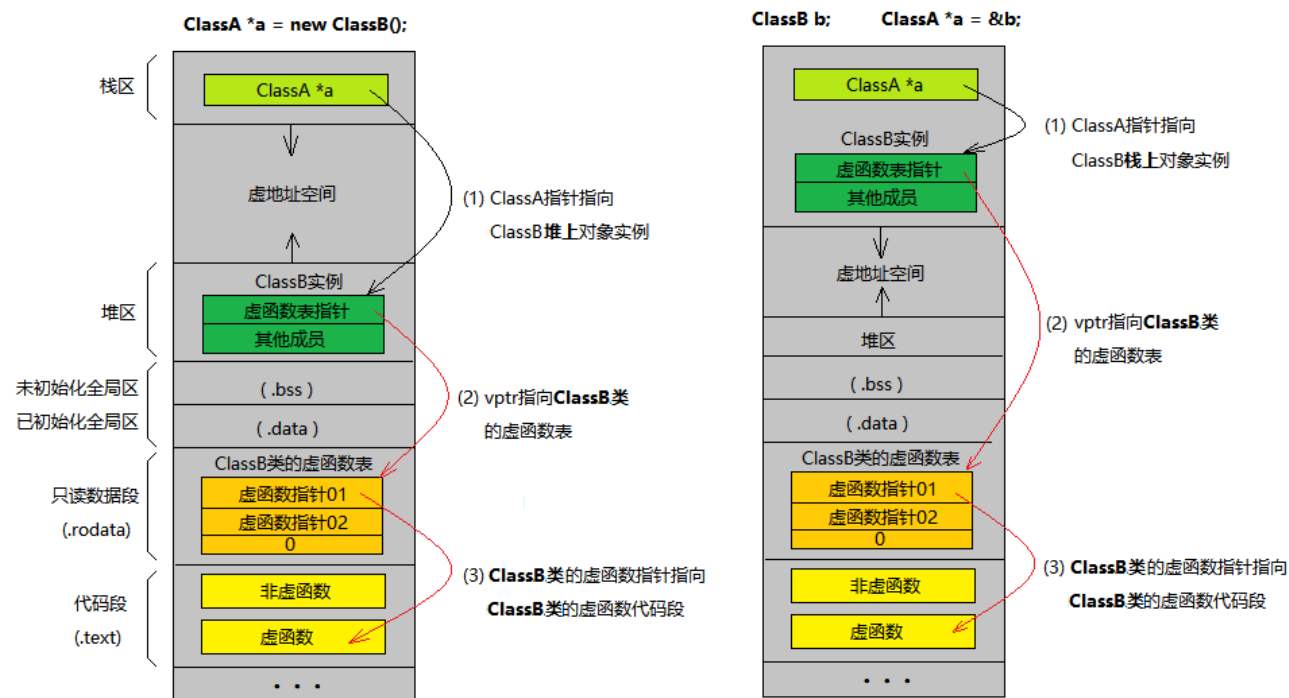 ClassA *a = new ClassB();
栈区
ClassA *a
虚地址空间
(1) ClassA指针指向
ClassB堆上对象实例
堆区
ClassB实例
虚函数表指针
其他成员
未初始化全局区
( .bss )
已初始化全局区
( .data )
(2) vptr指向ClassB类
的虚函数表
只读数据段
(.rodata)
ClassB类的虚函数表
虚函数指针01
虚函数指针02
0
代码段
(.text)
非虚函数
虚函数
(3) ClassB类的虚函数指针指向
ClassB类的虚函数代码段
· · ·
ClassB b; ClassA *a = &b;
ClassA *a
(1) ClassA指针指向
ClassB栈上对象实例
ClassB实例
虚函数表指针
其他成员
虚地址空间
堆区
( .bss )
( .data )
(2) vptr指向ClassB类
的虚函数表
ClassB类的虚函数表
虚函数指针01
虚函数指针02
0
非虚函数
虚函数
(3) ClassB类的虚函数指针指向
ClassB类的虚函数代码段
· · ·